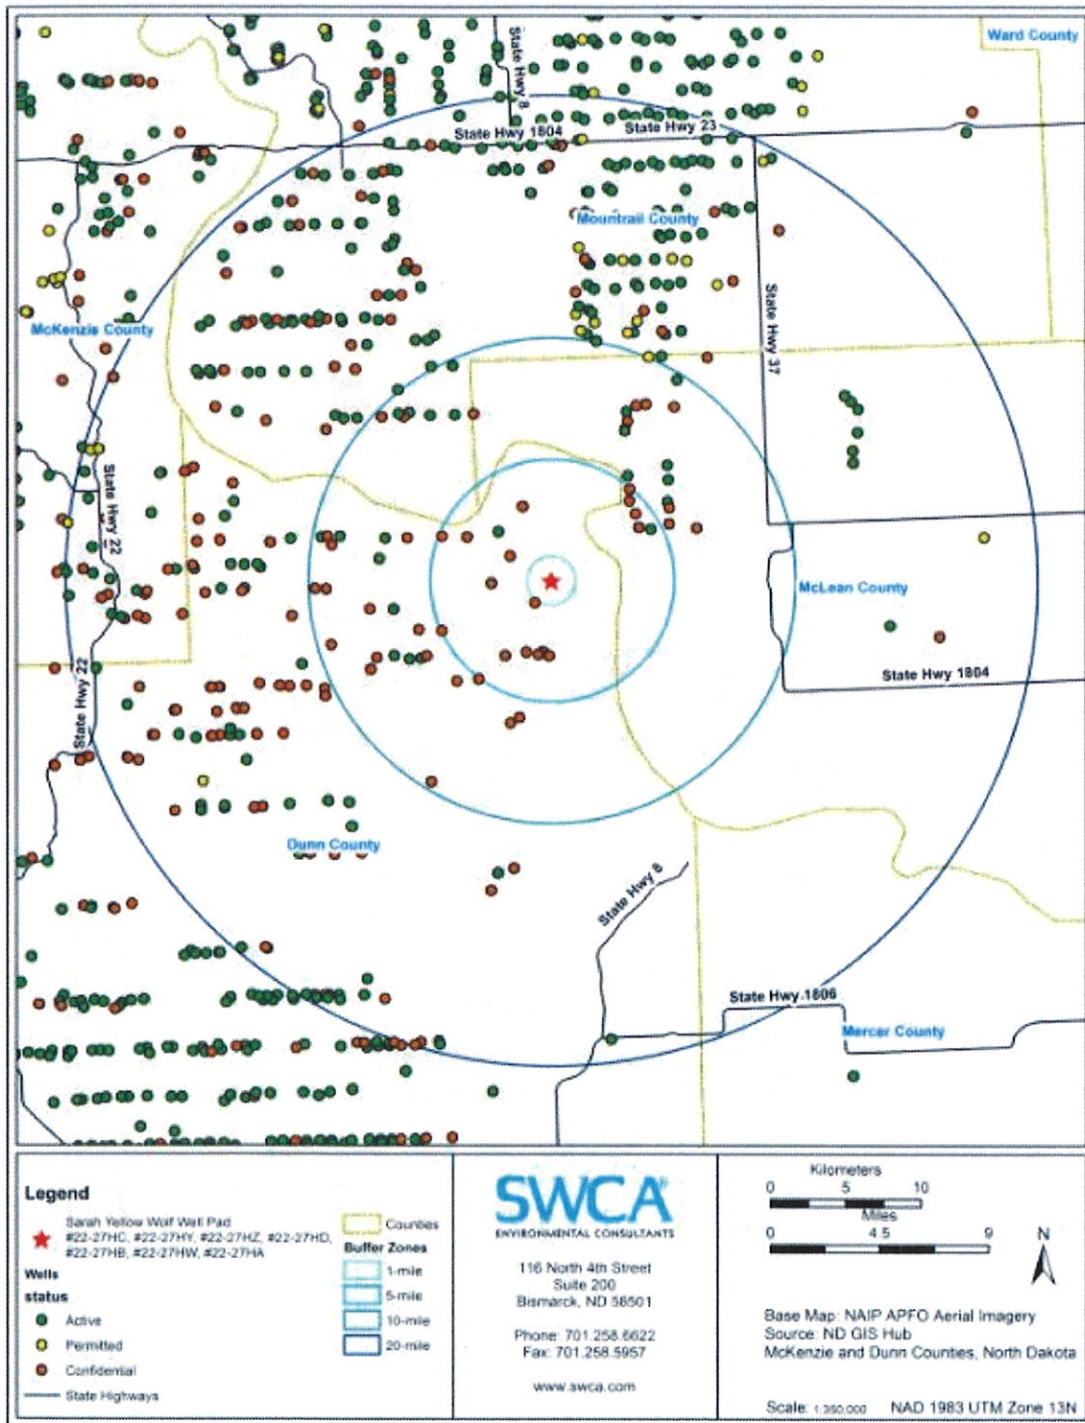 Ward County
State Hwy 8
State Hwy 1804
State Hwy 23
Mountrail County
State Hwy 37
McKenzie County
State Hwy 22
McLean County
State Hwy 1804
State Hwy 22
Dunn County
State Hwy 8
State Hwy 1806
Mercer County
Legend
Sarah Yellow Wolf Well Pad
#22-27HC, #22-27HY, #22-27HZ, #22-27HD,
#22-27HB, #22-27HW, #22-27HA
Wells
status
Active
Permitted
Confidential
State Highways
Counties
Buffer Zones
1-mile
5-mile
10-mile
20-mile
SWCA
ENVIRONMENTAL CONSULTANTS
116 North 4th Street
Suite 200
Bismarck, ND 58501
Phone: 701.258.6622
Fax: 701.258.5957
www.swca.com
Kilometers
0 5 10
Miles
0 4.5 9
N
Base Map: NAIP APFO Aerial Imagery
Source: ND GIS Hub
McKenzie and Dunn Counties, North Dakota
Scale: 1:350,000 NAD 1983 UTM Zone 13N